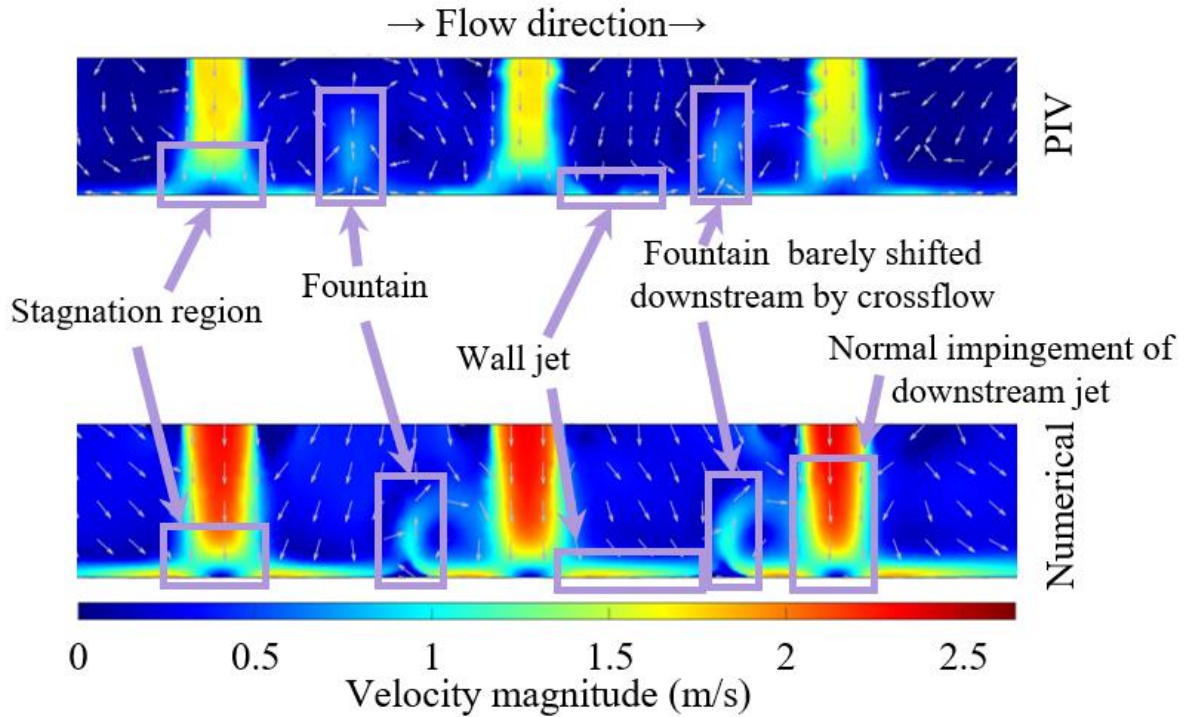 → Flow direction→
PIV
Stagnation region
Fountain
Wall jet
Fountain barely shifted
downstream by crossflow
Normal impingement of
downstream jet
Numerical
0 0.5 1 1.5 2 2.5
Velocity magnitude (m/s)